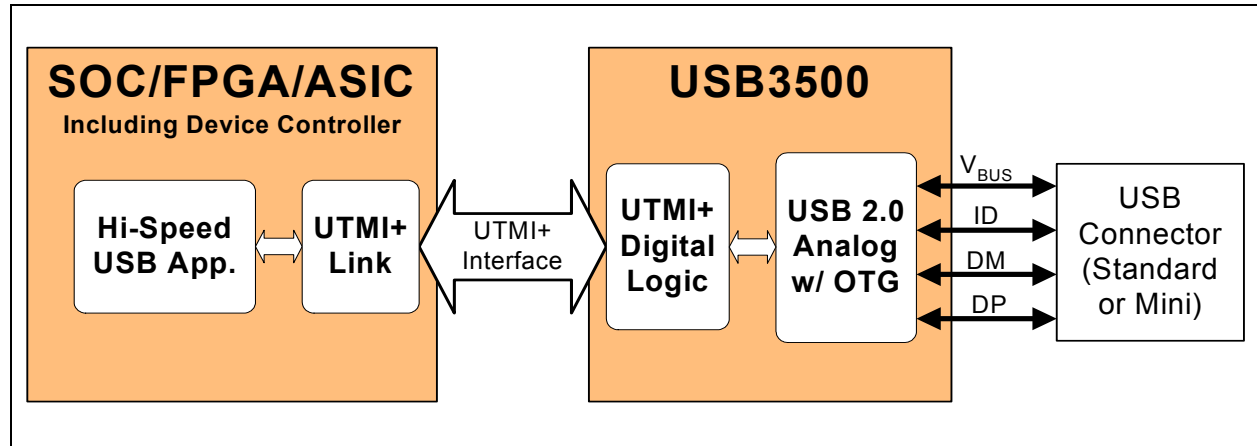 SOC/FPGA/ASIC
Including Device Controller
Hi-Speed
USB App.
UTMI+
Link
UTMI+
Interface
USB3500
UTMI+
Digital
Logic
USB 2.0
Analog
w/ OTG
VBUS
ID
DM
DP
USB
Connector
(Standard
or Mini)